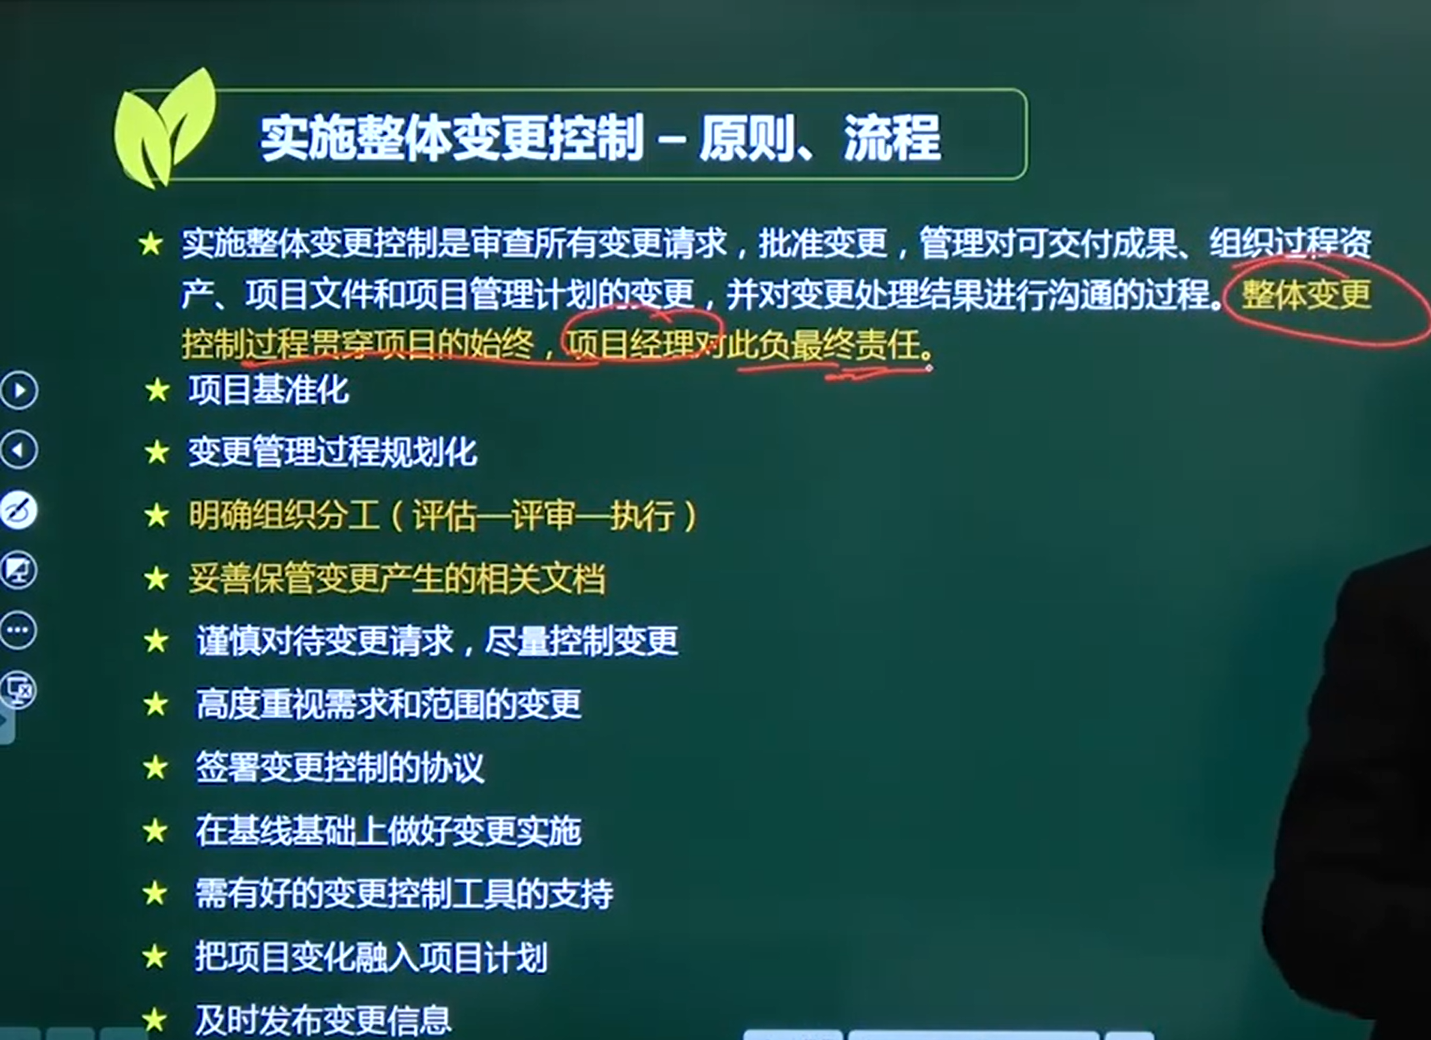 实施整体变更控制 – 原则、流程
★ 实施整体变更控制是审查所有变更请求，批准变更，管理对可交付成果、组织过程资
产、项目文件和项目管理计划的变更，并对变更处理结果进行沟通的过程。整体变更
控制过程贯穿项目的始终，项目经理对此负最终责任。
★ 项目基准化
★ 变更管理过程规划化
★ 明确组织分工（评估—评审—执行）
★ 妥善保管变更产生的相关文档
★ 谨慎对待变更请求，尽量控制变更
★ 高度重视需求和范围的变更
★ 签署变更控制的协议
★ 在基线基础上做好变更实施
★ 需有好的变更控制工具的支持
★ 把项目变化融入项目计划
★ 及时发布变更信息